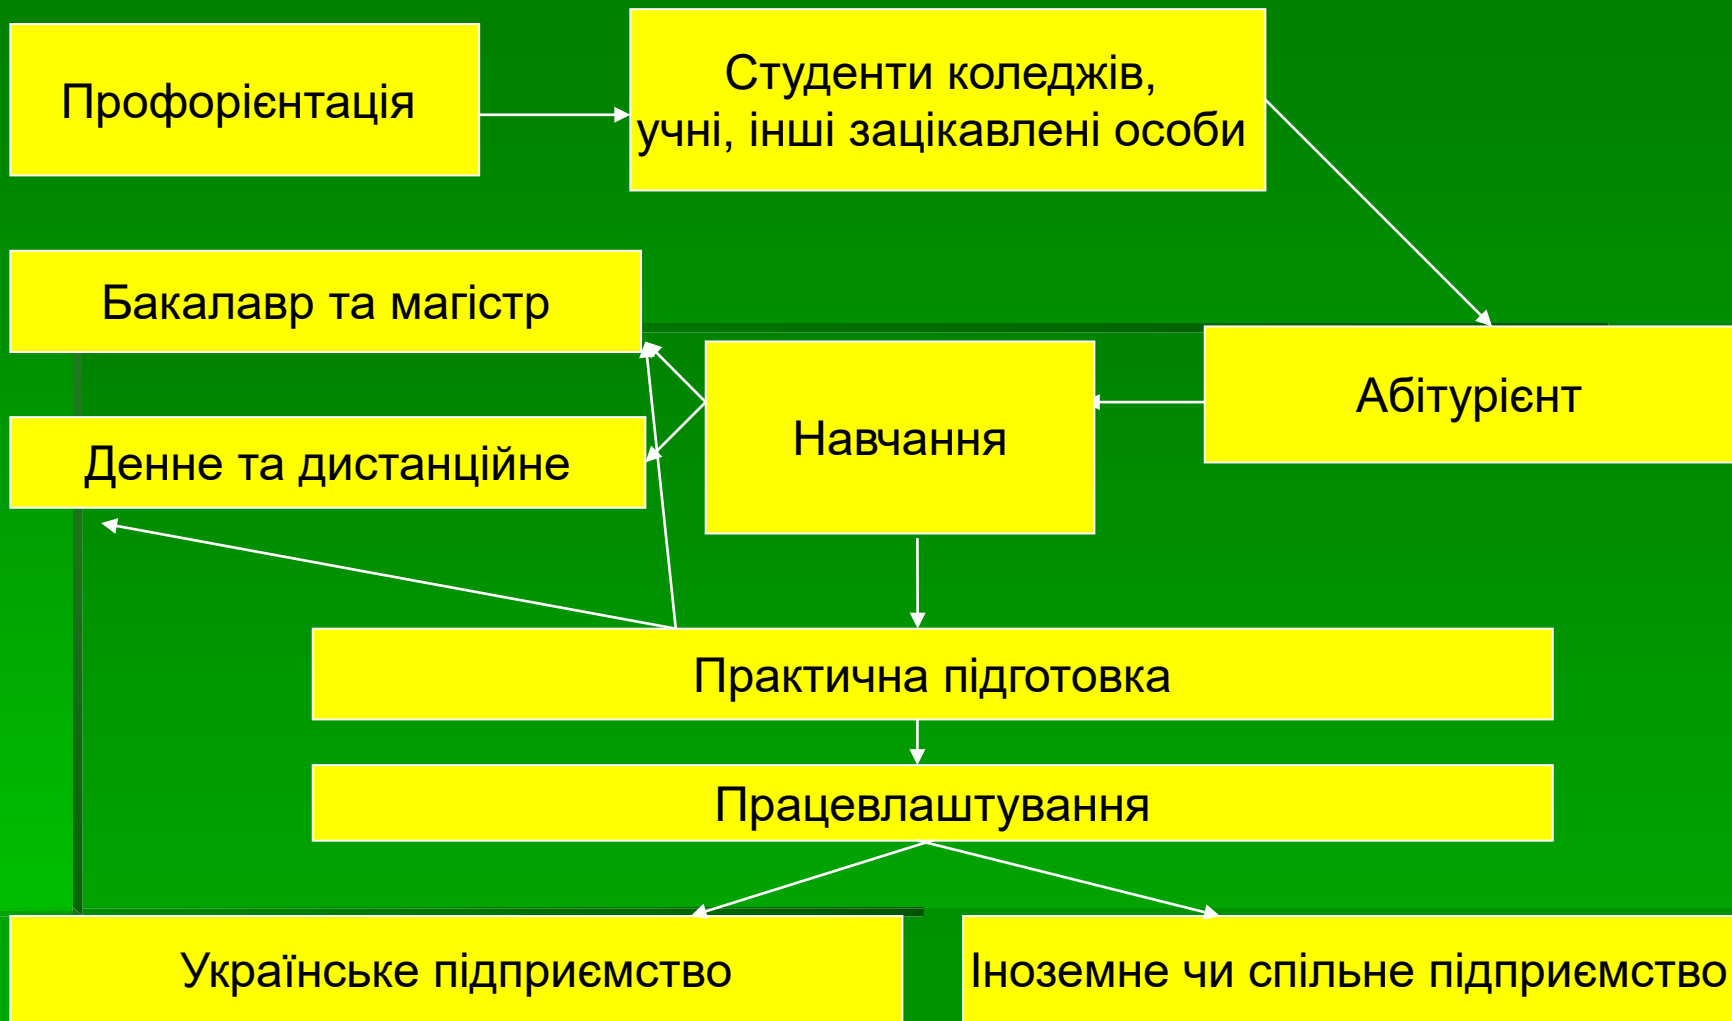 Профорієнтація
Студенти коледжів,
учні, інші зацікавлені особи
Бакалавр та магістр
Абітурієнт
Навчання
Денне та дистанційне
Практична підготовка
Працевлаштування
Українське підприємство
Іноземне чи спільне підприємство